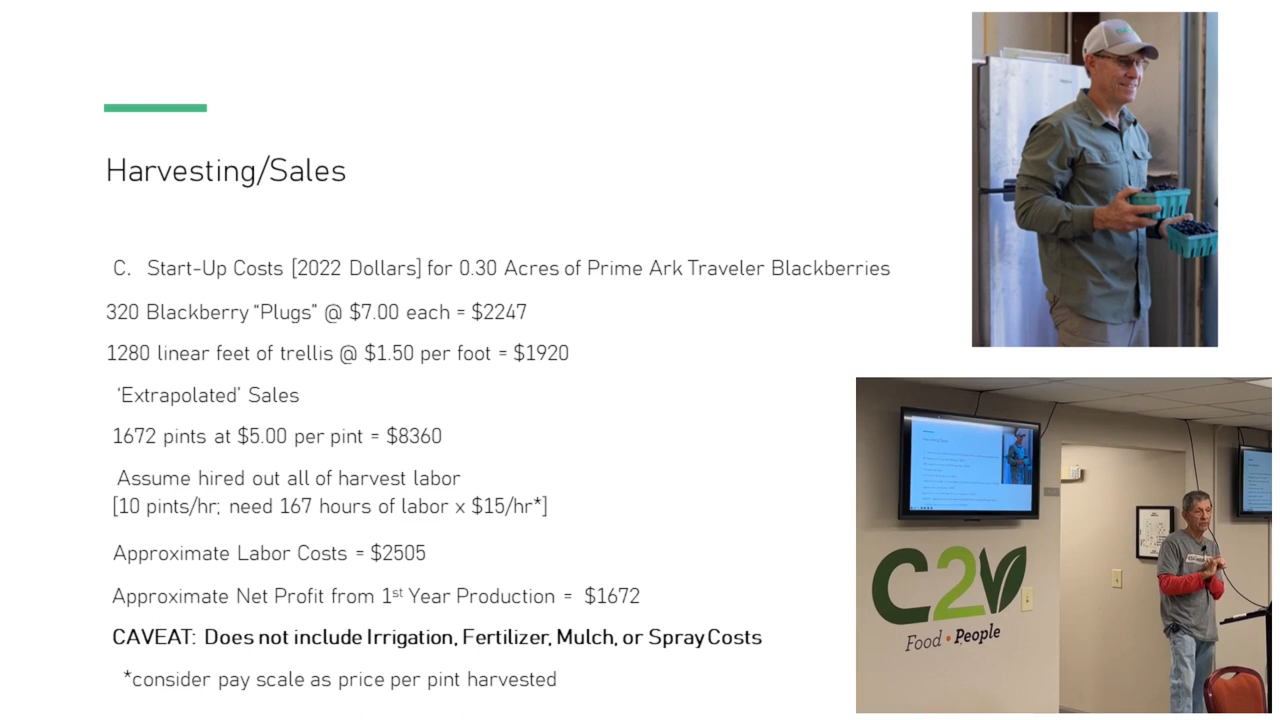 Harvesting/Sales
C. Start-Up Costs [2022 Dollars] for 0.30 Acres of Prime Ark Traveler Blackberries
320 Blackberry “Plugs” @ $7.00 each = $2247
1280 linear feet of trellis @ $1.50 per foot = $1920
‘Extrapolated’ Sales
1672 pints at $5.00 per pint = $8360
Assume hired out all of harvest labor
[10 pints/hr; need 167 hours of labor x $15/hr*]
Approximate Labor Costs = $2505
Approximate Net Profit from 1st Year Production = $1672
CAVEAT: Does not include Irrigation, Fertilizer, Mulch, or Spray Costs
*consider pay scale as price per pint harvested
C2V
Food • People